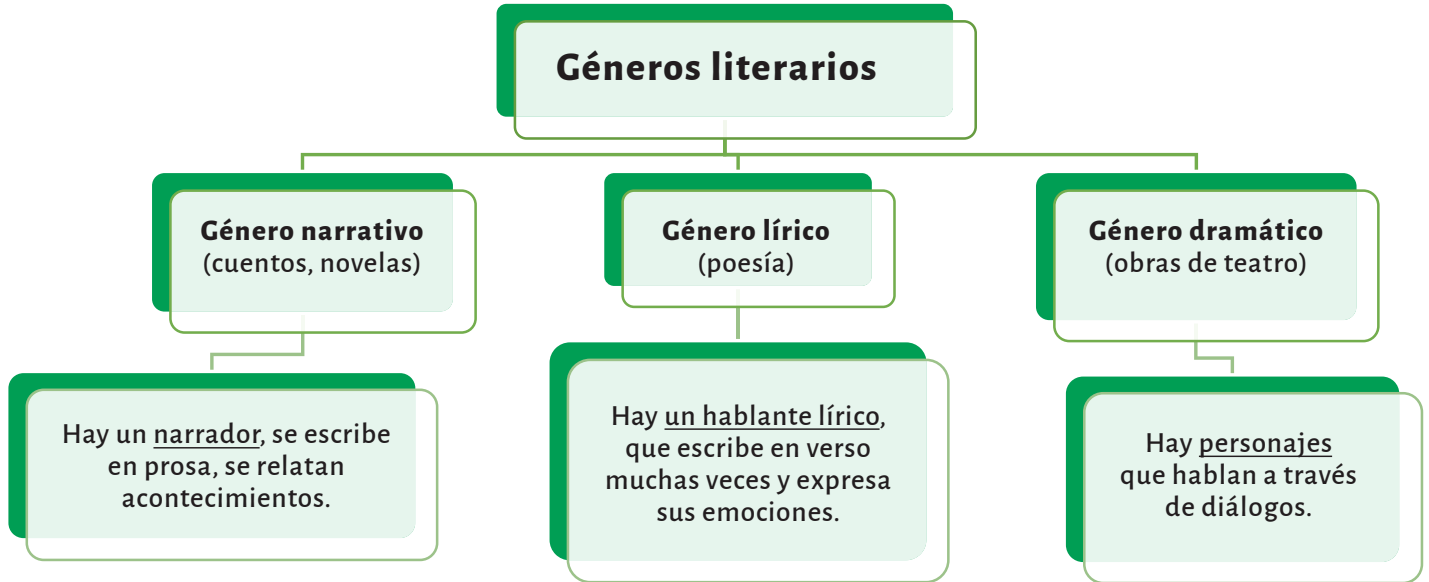 Géneros literarios
Género narrativo
(cuentos, novelas)
Género lírico
(poesía)
Género dramático
(obras de teatro)
Hay un narrador, se escribe
en prosa, se relatan
acontecimientos.
Hay un hablante lírico,
que escribe en verso
muchas veces y expresa
sus emociones.
Hay personajes
que hablan a través
de diálogos.